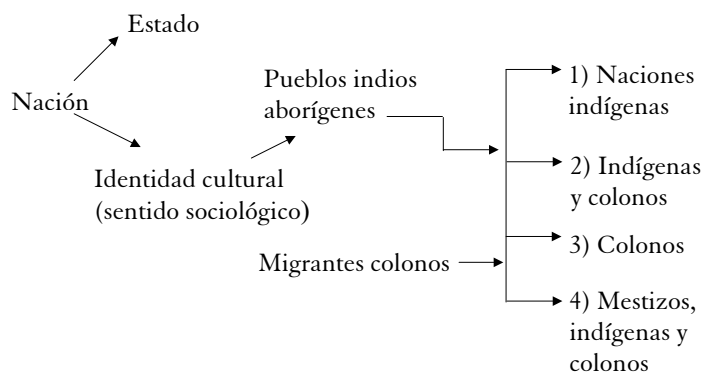 Estado
Nación
Identidad cultural
(sentido sociológico)
Pueblos indios
aborígenes
Migrantes colonos
1) Naciones
indígenas
2) Indígenas
y colonos
3) Colonos
4) Mestizos,
indígenas y
colonos